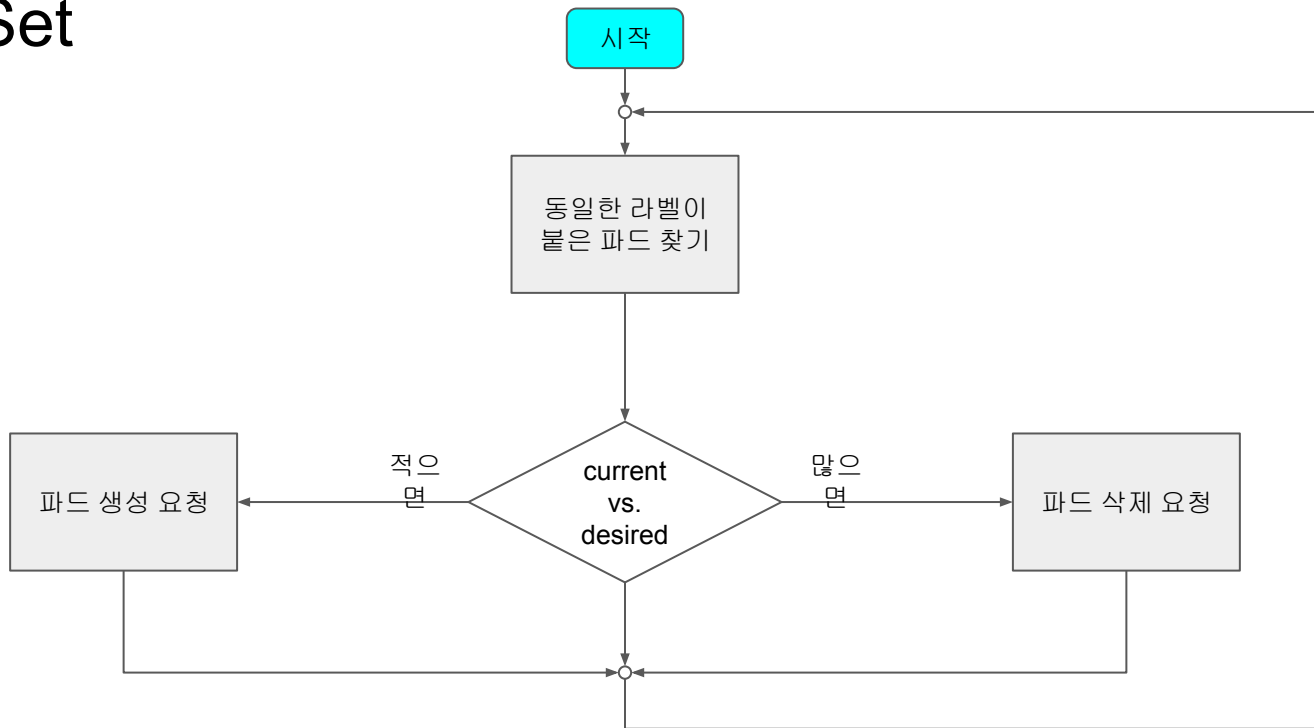 Set
시작
동일한 라벨이
붙은 파드 찾기
적으
면
current
vs.
desired
많으
면
파드 생성 요청
파드 삭제 요청